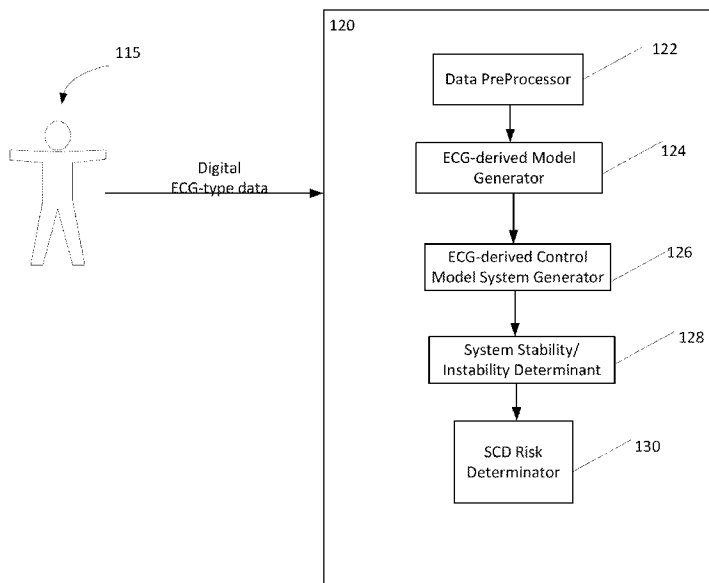 120
115
122
Data PreProcessor
124
ECG-derived Model
Generator
Digital
ECG-type data
126
ECG-derived Control
Model System Generator
128
System Stability/
Instability Determinant
130
SCD Risk
Determinator